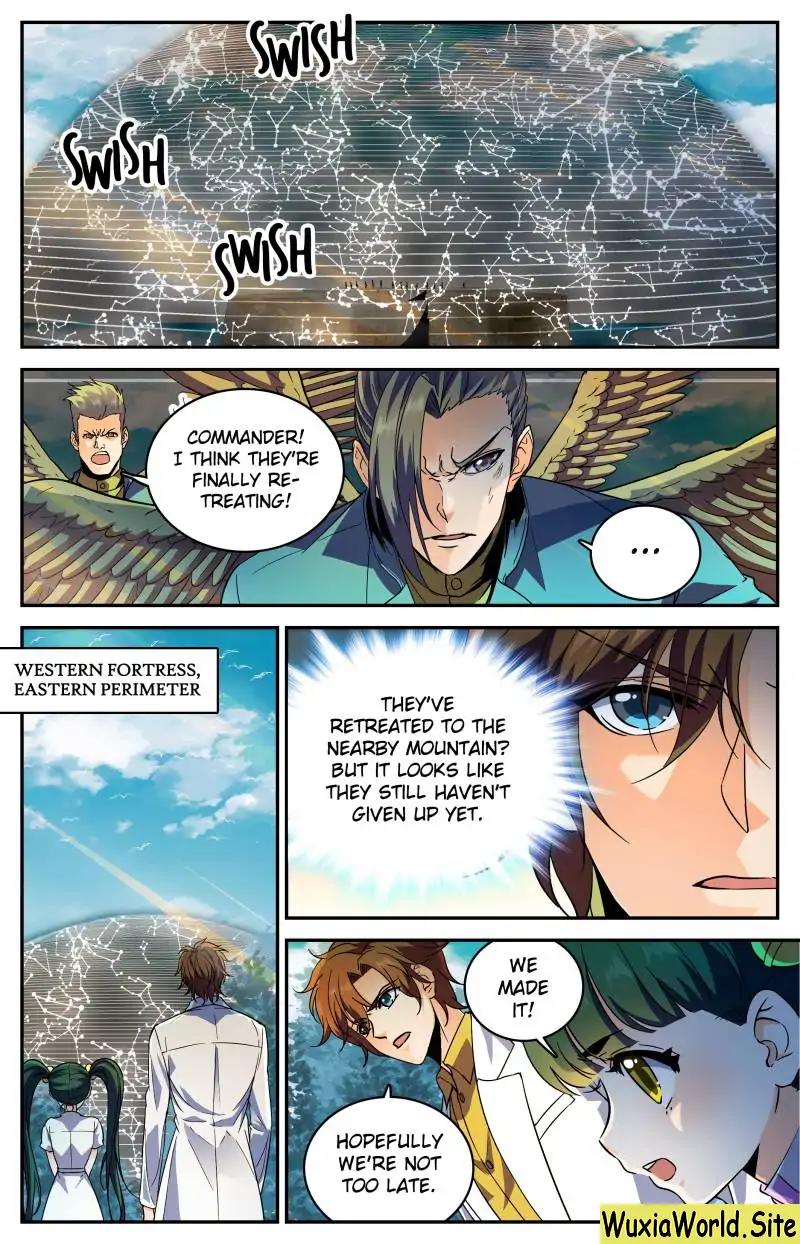 SWISH
SWISH
SWISH
COMMANDER!
I THINK THEY'RE
FINALLY RE-
TREATING!
...
WESTERN FORTRESS,
EASTERN PERIMETER
THEY'VE
RETREATED TO THE
NEARBY MOUNTAIN?
BUT IT LOOKS LIKE
THEY STILL HAVEN'T
GIVEN UP YET.
WE
MADE
IT!
HOPEFULLY
WE'RE NOT
TOO LATE.
WuxiaWorld.Site